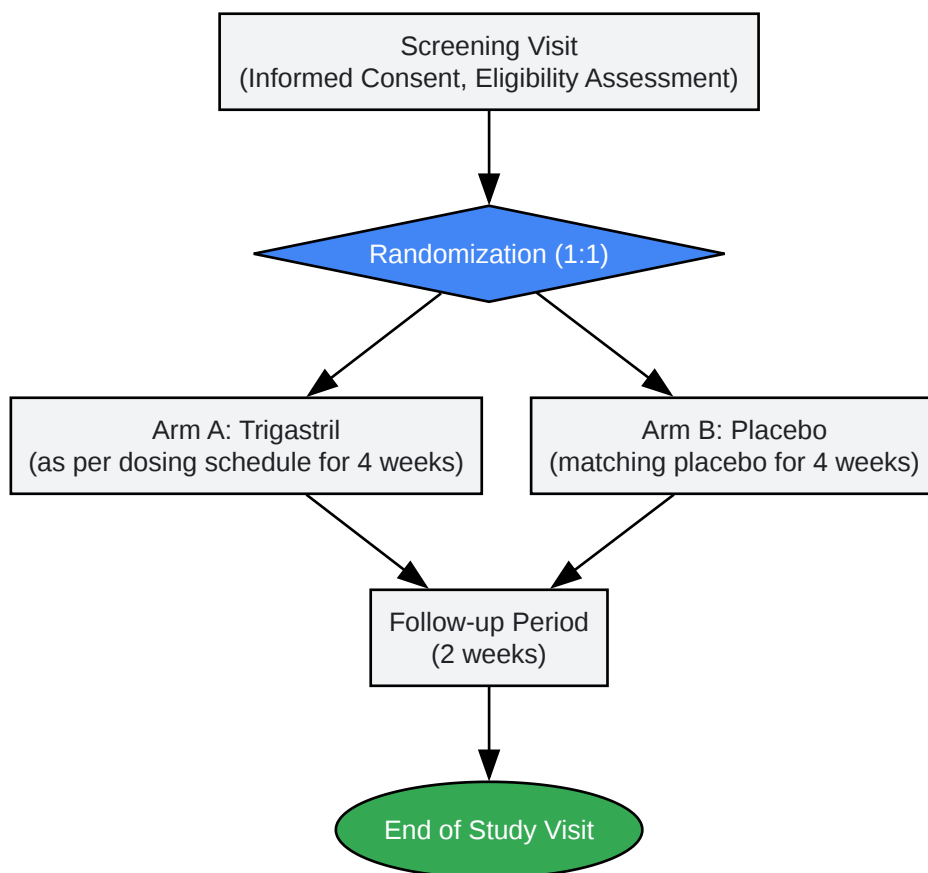 Screening Visit
(Informed Consent, Eligibility Assessment)
Randomization (1:1)
Arm A: Trigastril
(as per dosing schedule for 4 weeks)
Arm B: Placebo
(matching placebo for 4 weeks)
Follow-up Period
(2 weeks)
End of Study Visit